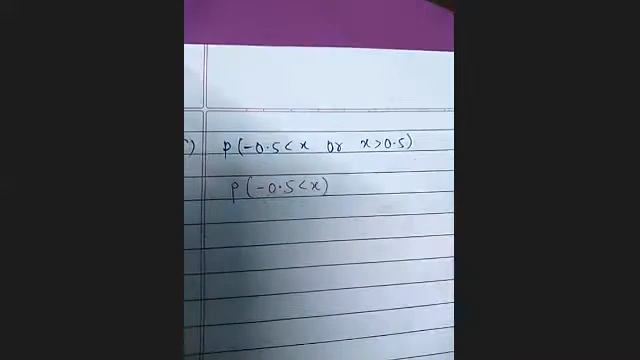 ) P(-0.5 < x or x > 0.5)
P(-0.5 < x)